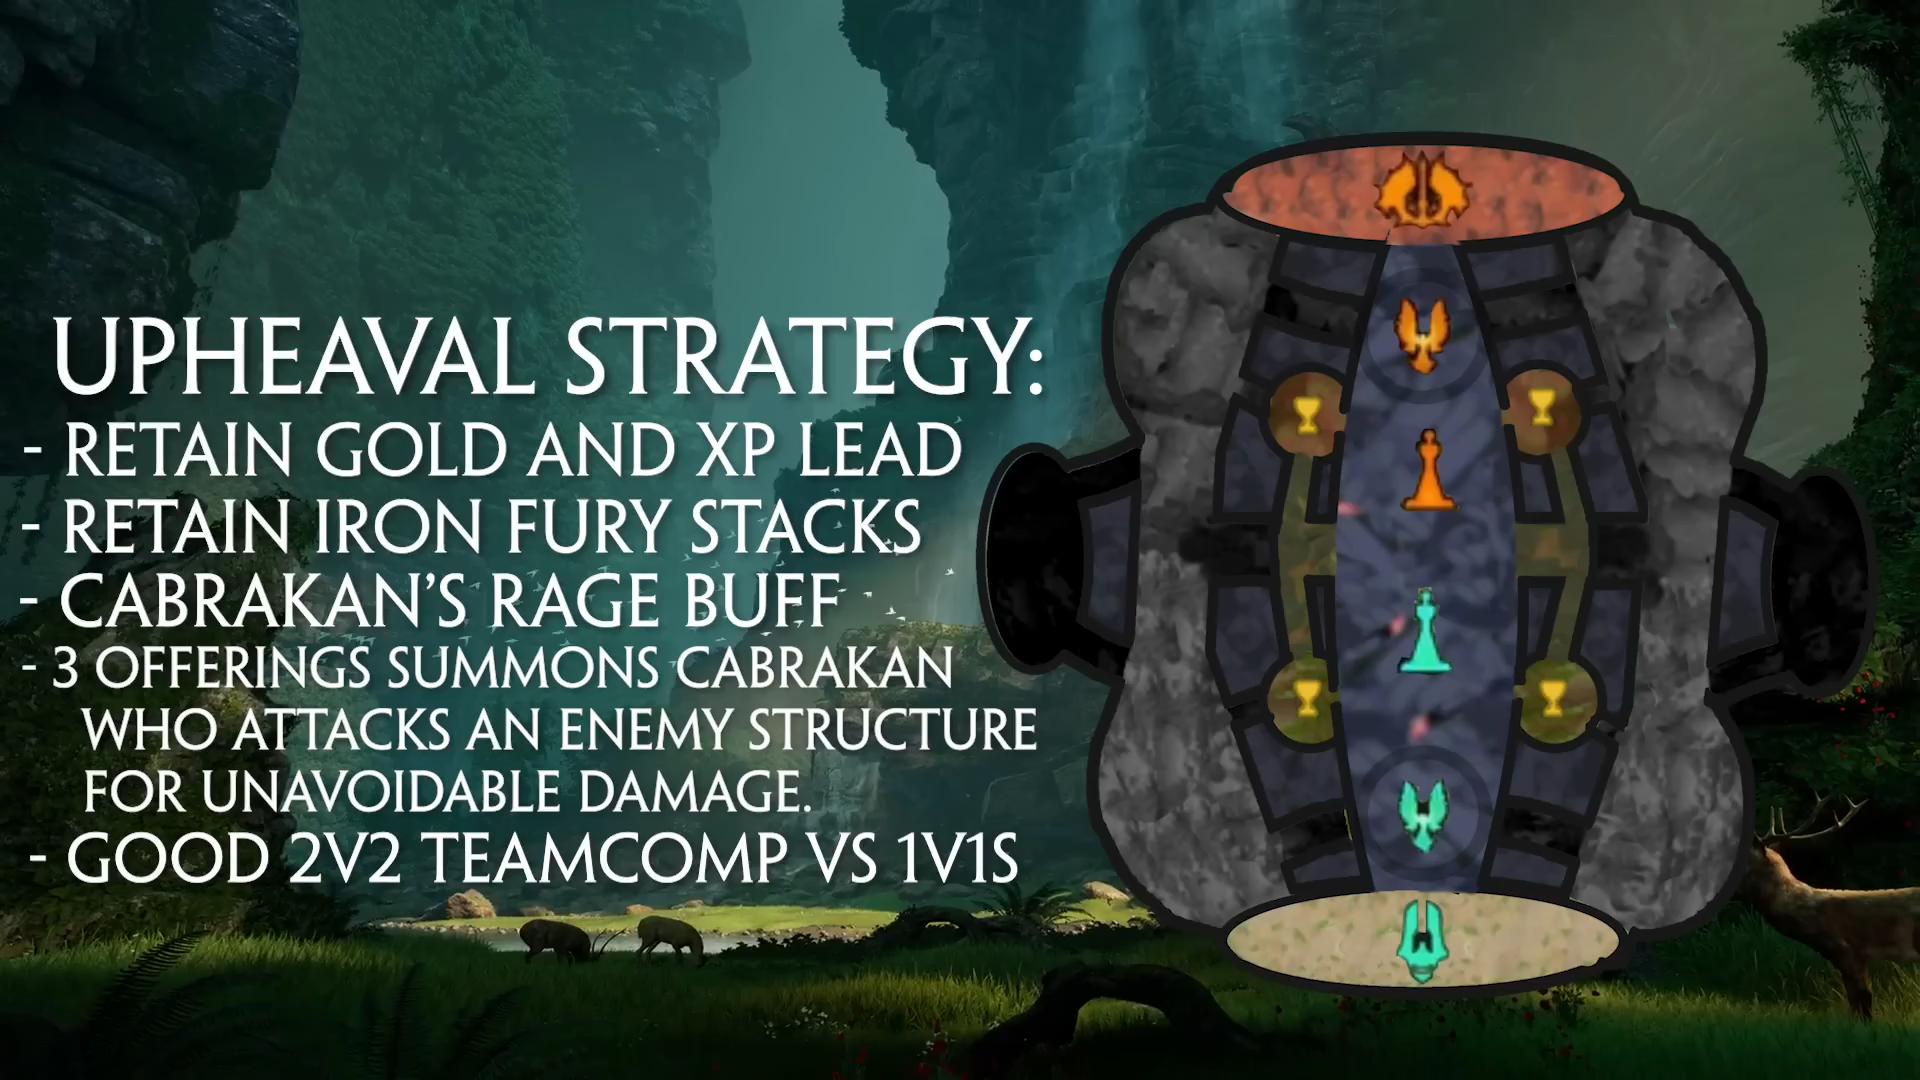 UPHEAVAL STRATEGY:
- RETAIN GOLD AND XP LEAD
- RETAIN IRON FURY STACKS
- CABRAKAN'S RAGE BUFF
- 3 OFFERINGS SUMMONS CABRAKAN
WHO ATTACKS AN ENEMY STRUCTURE
FOR UNAVOIDABLE DAMAGE.
- GOOD 2V2 TEAMCOMP VS 1V1S